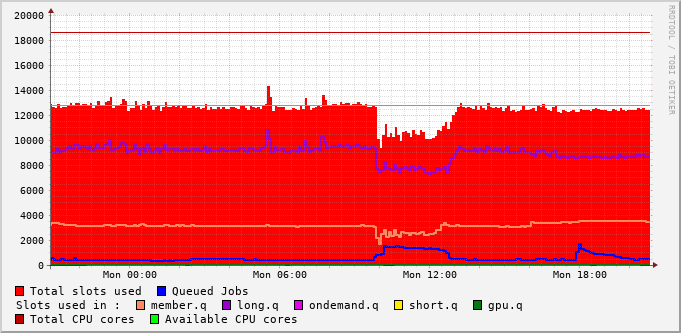 20000
18000
16000
14000
12000
10000
8000
6000
4000
2000
0
Mon 00:00 Mon 06:00 Mon 12:00 Mon 18:00
RRDTOOL / TOBI OETIKER
Total slots used Queued Jobs
Slots used in : member.q long.q ondemand.q short.q gpu.q
Total CPU cores Available CPU cores